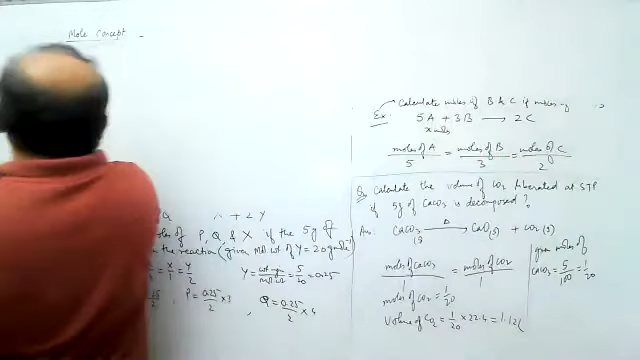 Mole Concept -
Q ∴ + Z Y
moles of P, Q, & X if the 5g of
in the reaction (given Mol wt of Y = 20 gmol⁻¹)
= X/1 = Y/2 Y = wt g/mol wt = 5/20 = 0.25
P = 0.25/2 × 3 , Q = 0.25/2 × 4
Ex: Calculate moles of B & C if moles of
5A + 3B → 2C
x moles
moles of A/5 = moles of B/3 = moles of C/2
Q. Calculate the volume of CO₂ liberated at STP
if 5g of CaCO₃ is decomposed?
Ans: CaCO₃ (s) →Δ CaO(s) + CO₂ (g)
moles of CaCO₃/1 = moles of CO₂/1
moles of CO₂ = 1/20
volume of CO₂ = 1/20 × 22.4 = 1.12 L
given moles of
CaCO₃ = 5/100 = 1/20